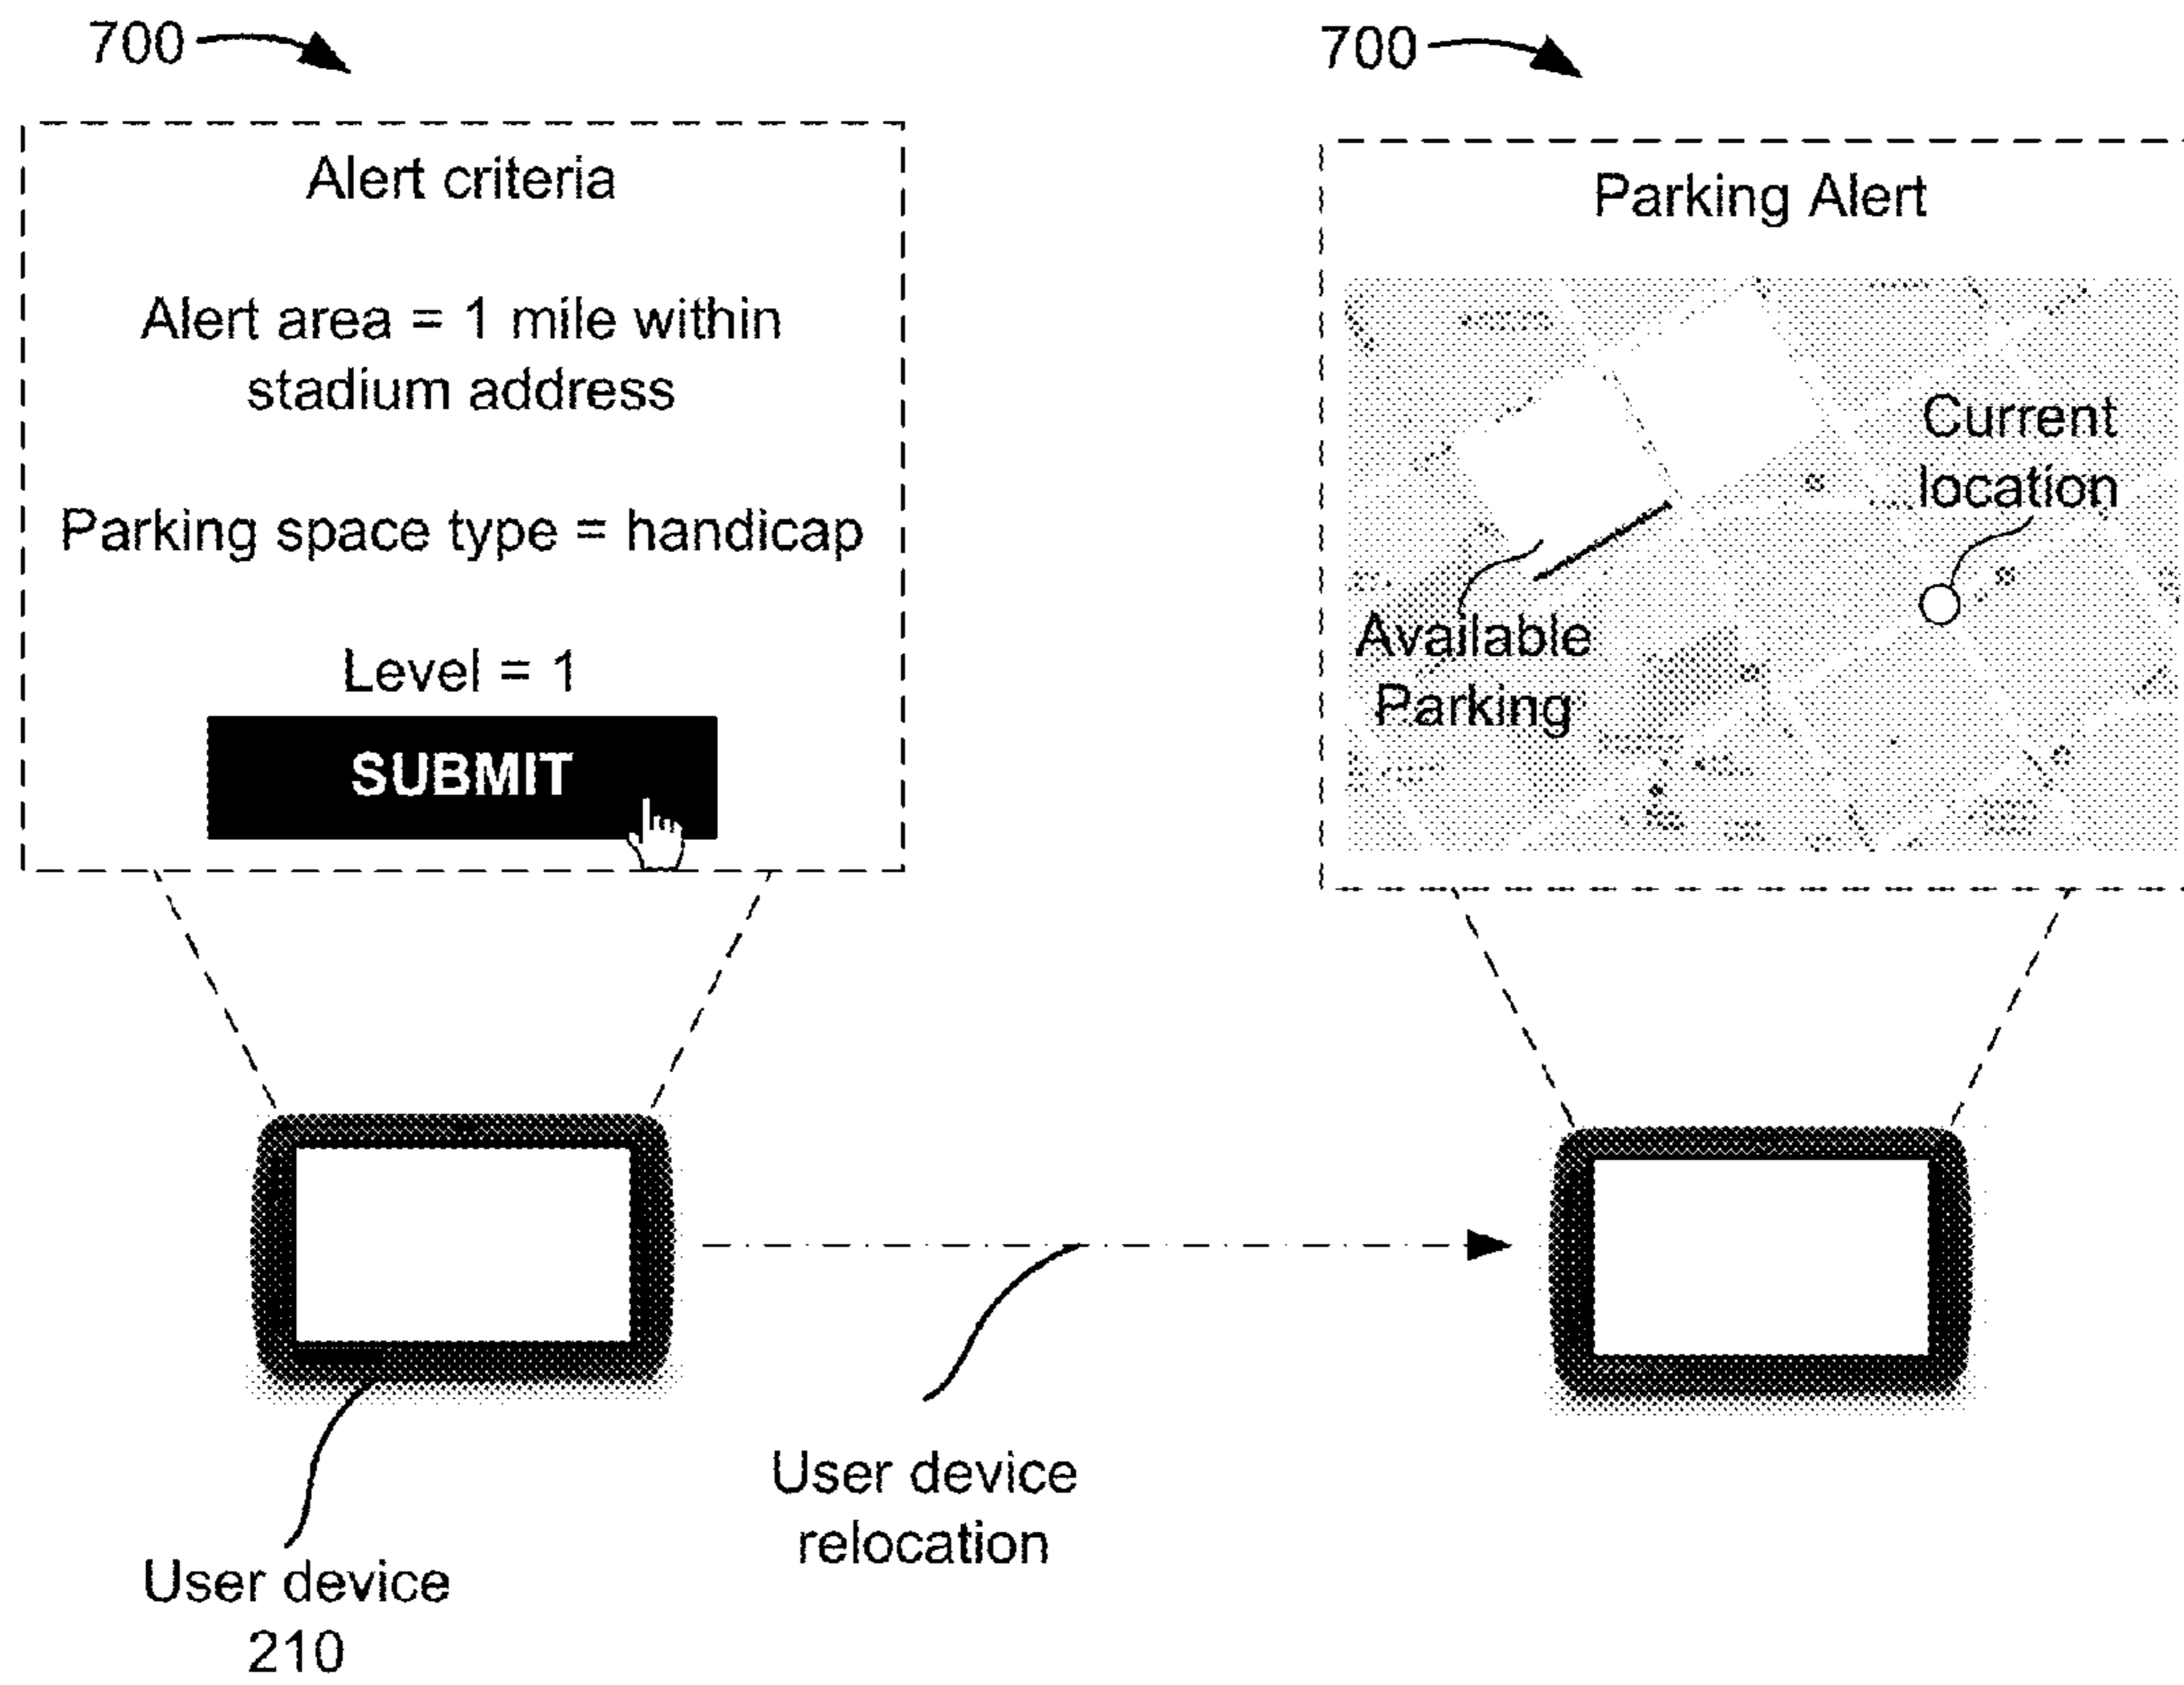 700
Alert criteria
Alert area = 1 mile within
stadium address
Parking space type = handicap
Level = 1
SUBMIT
User device
210
User device
relocation
700
Parking Alert
Current
location
Available
Parking